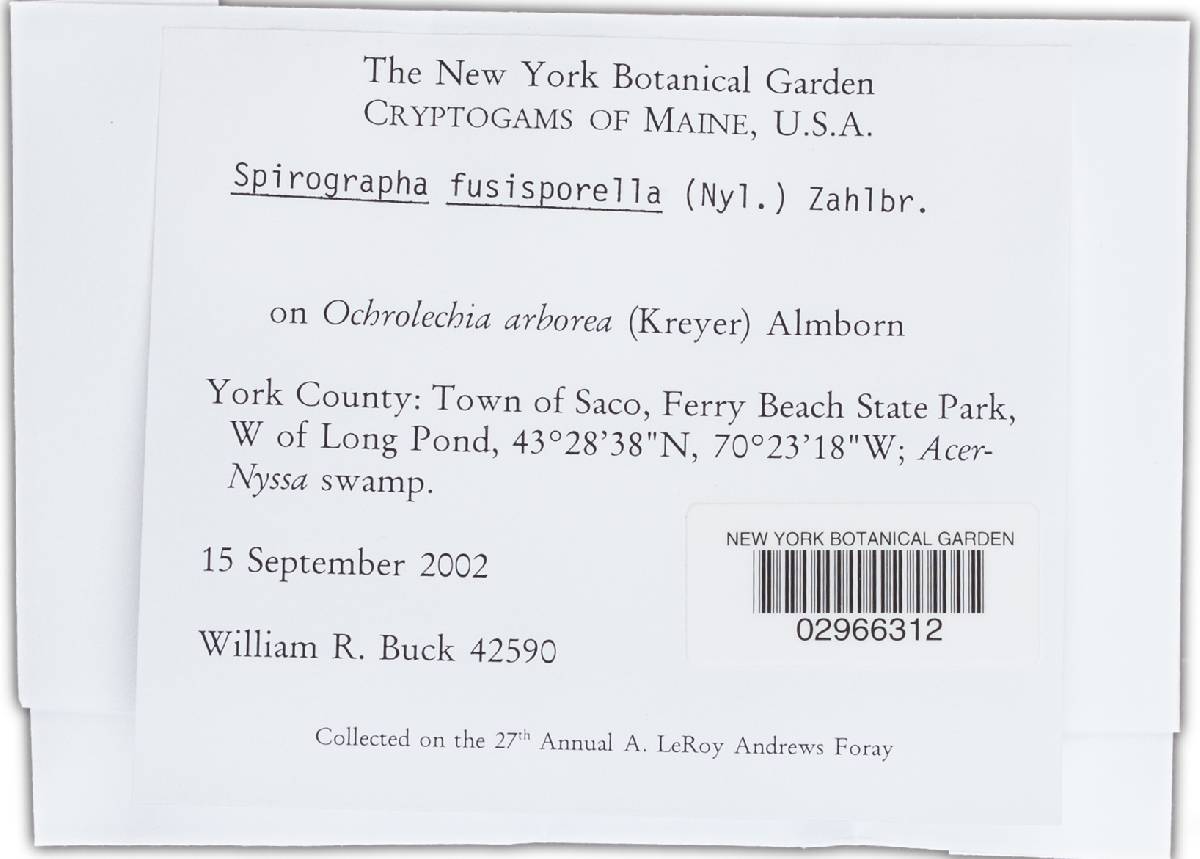 The New York Botanical Garden
CRYPTOGAMS OF MAINE, U.S.A.
Spirographa fusisporella (Nyl.) Zahlbr.
on Ochrolechia arborea (Kreyer) Almborn
York County: Town of Saco, Ferry Beach State Park,
W of Long Pond, 43°28'38"N, 70°23'18"W; Acer-
Nyssa swamp.
15 September 2002
William R. Buck 42590
NEW YORK BOTANICAL GARDEN
02966312
Collected on the 27th Annual A. LeRoy Andrews Foray